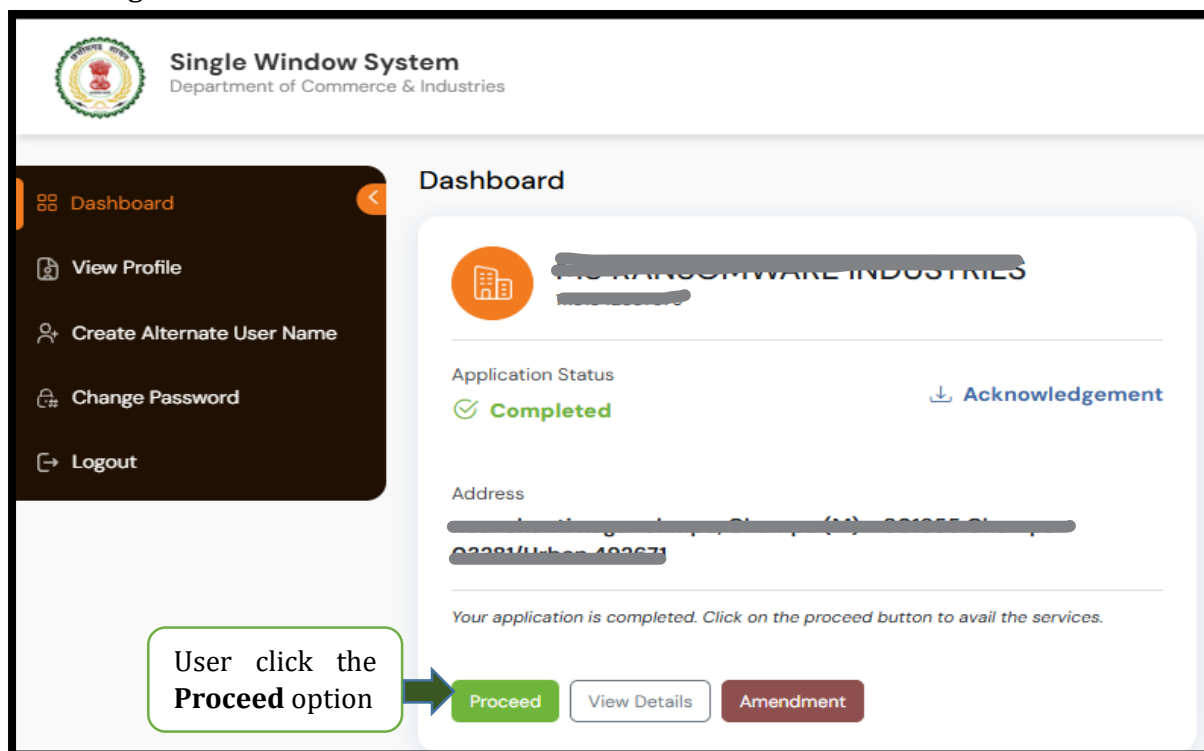 Single Window System
Department of Commerce & Industries
Dashboard
View Profile
Create Alternate User Name
Change Password
Logout
Dashboard
INDUSTRIES
Application Status
Completed
Acknowledgement
Address
Your application is completed. Click on the proceed button to avail the services.
User click the
Proceed option
Proceed
View Details
Amendment